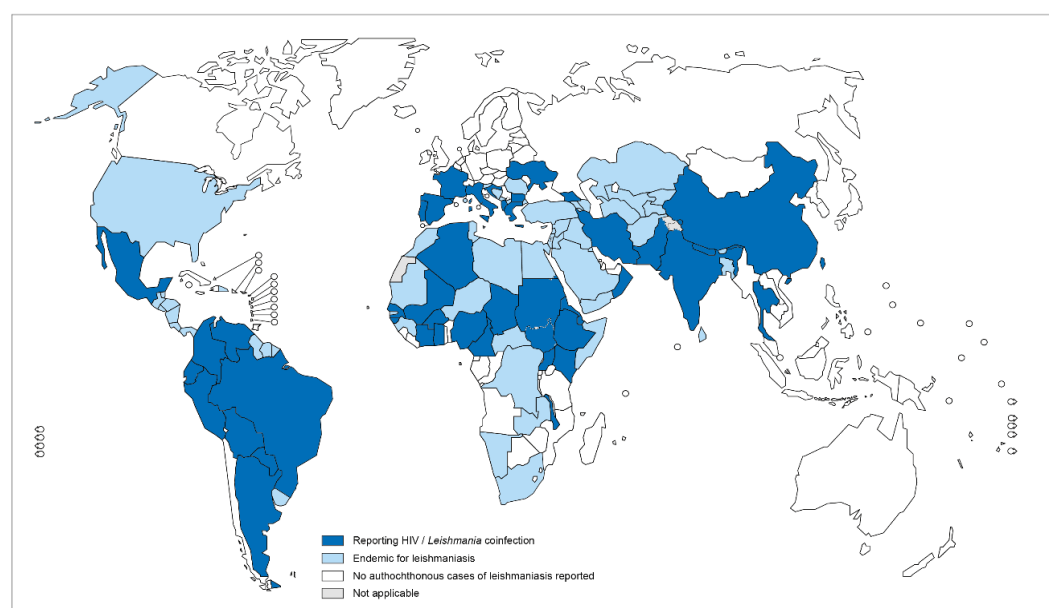 Reporting HIV / Leishmania coinfection
Endemic for leishmaniasis
No authochthonous cases of leishmaniasis reported
Not applicable